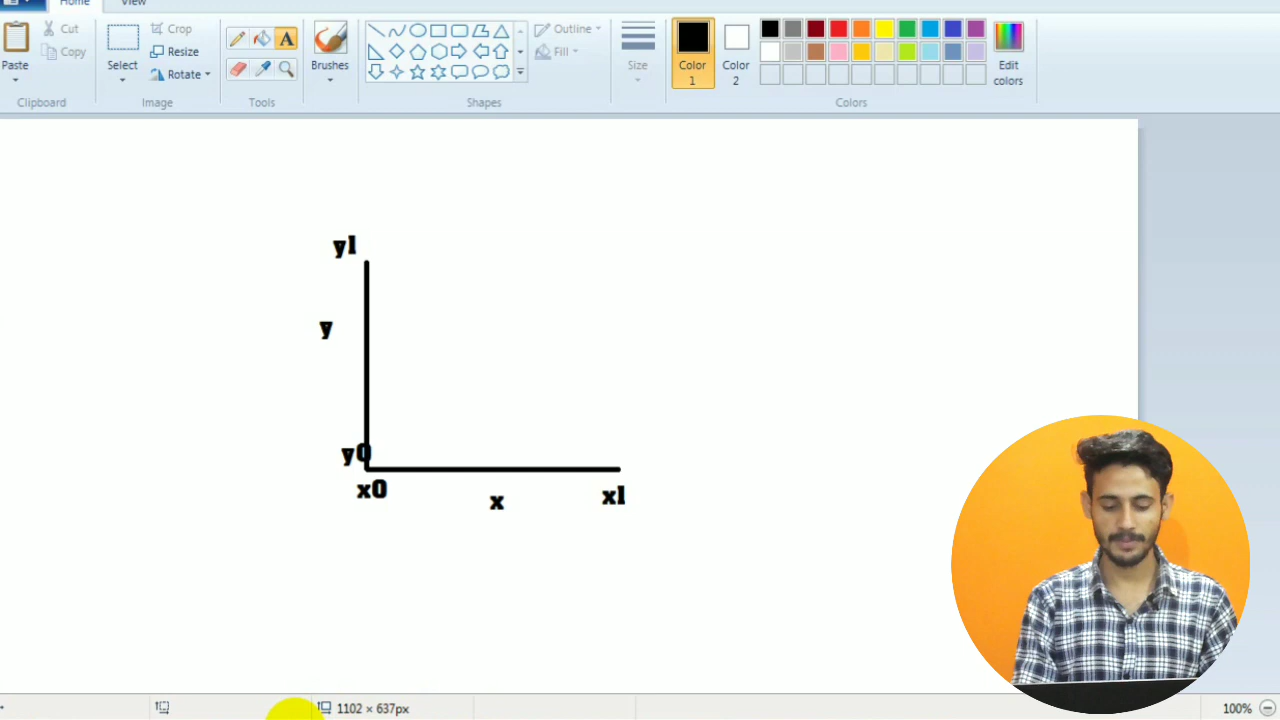 Home View
Paste
Cut
Copy
Clipboard
Select
Crop
Resize
Rotate
Image
A
Tools
Brushes
Outline
Fill
Shapes
Size
Color
1
Color
2
Edit
colors
Colors
y1
y
y0
x0
x
x1
1102 × 637px
100%